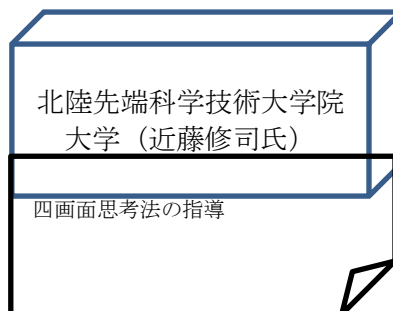 北陸先端科学技術大学院
大学（近藤修司氏）
四画面思考法の指導